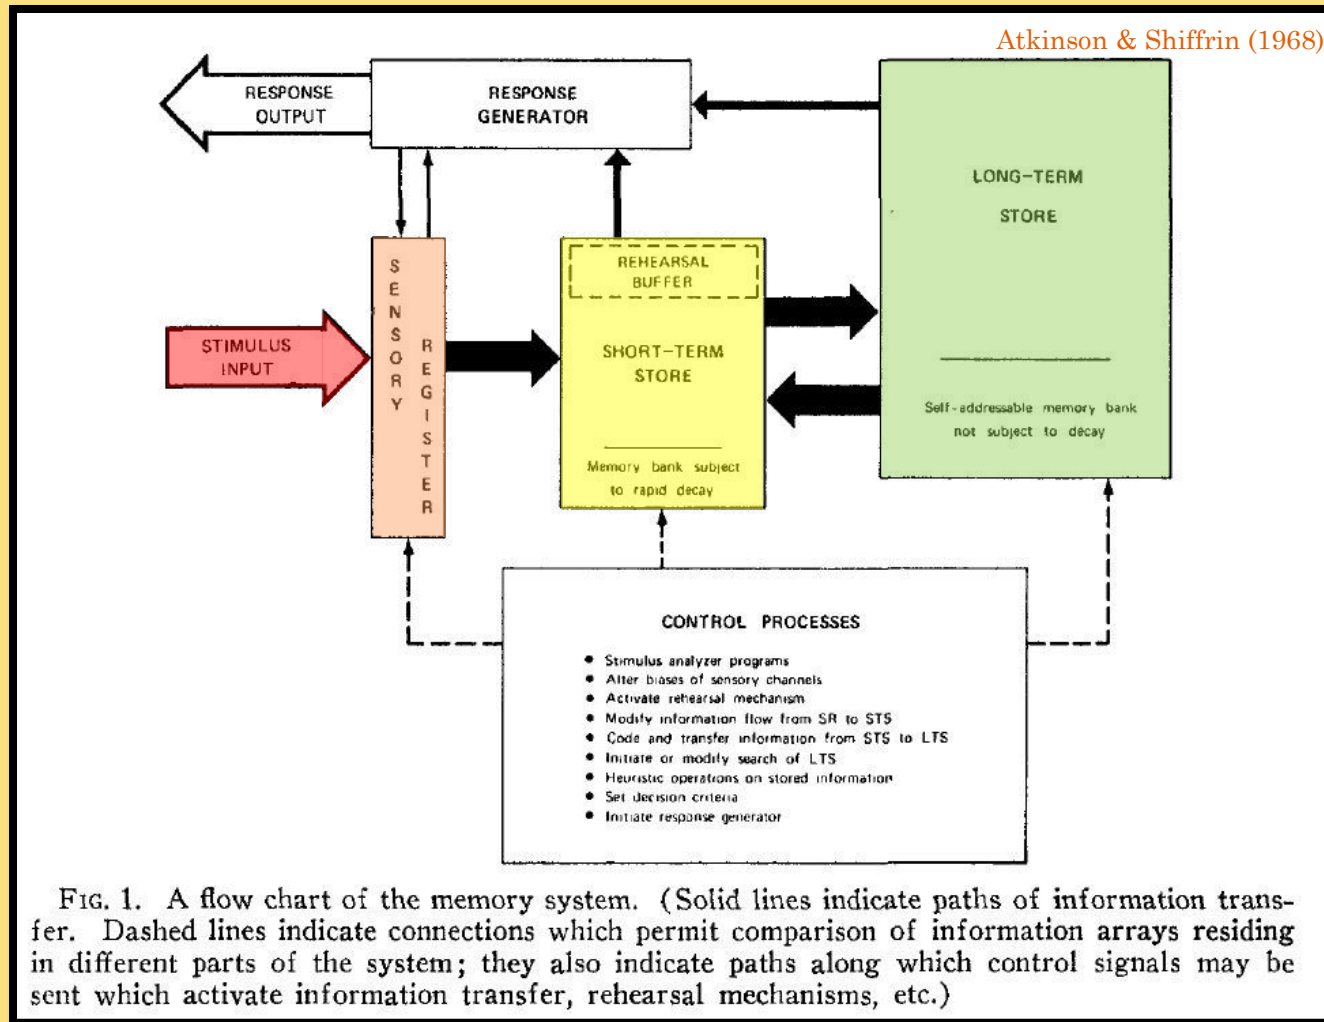 Atkinson & Shiffrin (1968)
RESPONSE
OUTPUT
RESPONSE
GENERATOR
LONG-TERM
STORE
SENSORY
REGISTER
REHEARSAL
BUFFER
STIMULUS
INPUT
SHORT-TERM
STORE
Self-addressable memory bank
not subject to decay
Memory bank subject
to rapid decay
CONTROL PROCESSES
• Stimulus analyzer programs
• Alter biases of sensory channels
• Activate rehearsal mechanism
• Modify information flow from SR to STS
• Code and transfer information from STS to LTS
• Initiate or modify search of LTS
• Heuristic operations on stored information
• Set decision criteria
• Initiate response generator
FIG. 1. A flow chart of the memory system. (Solid lines indicate paths of information trans-
fer. Dashed lines indicate connections which permit comparison of information arrays residing
in different parts of the system; they also indicate paths along which control signals may be
sent which activate information transfer, rehearsal mechanisms, etc.)